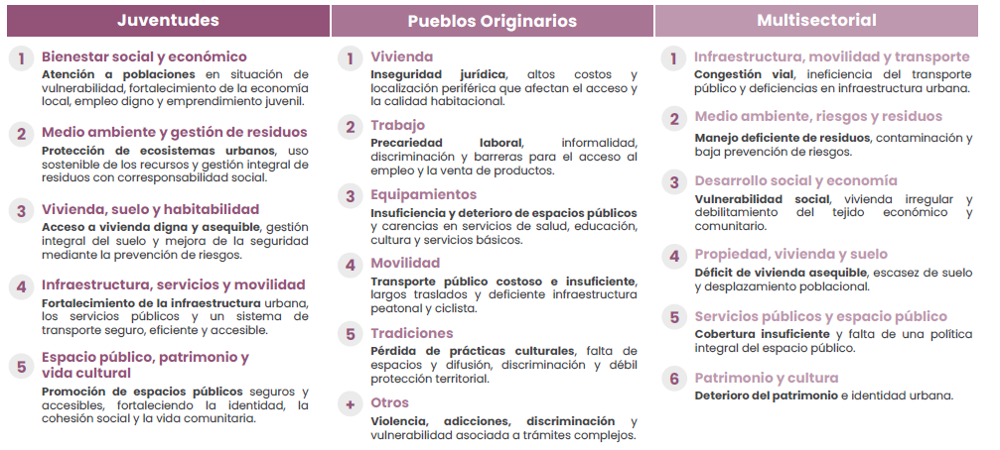 Juventudes
1
Bienestar social y económico
Atención a poblaciones en situación de
vulnerabilidad, fortalecimiento de la economía
local, empleo digno y emprendimiento juvenil.
2
Medio ambiente y gestión de residuos
Protección de ecosistemas urbanos, uso
sostenible de los recursos y gestión integral de
residuos con corresponsabilidad social.
3
Vivienda, suelo y habitabilidad
Acceso a vivienda digna y asequible, gestión
integral del suelo y mejora de la seguridad
mediante la prevención de riesgos.
4
Infraestructura, servicios y movilidad
Fortalecimiento de la infraestructura urbana,
los servicios públicos y un sistema de
transporte seguro, eficiente y accesible.
5
Espacio público, patrimonio y
vida cultural
Promoción de espacios públicos seguros y
accesibles, fortaleciendo la identidad, la
cohesión social y la vida comunitaria.
Pueblos Originarios
1
Vivienda
Inseguridad jurídica, altos costos y
localización periférica que afectan el acceso y
la calidad habitacional.
2
Trabajo
Precariedad laboral, informalidad,
discriminación y barreras para el acceso al
empleo y la venta de productos.
3
Equipamientos
Insuficiencia y deterioro de espacios públicos
y carencias en servicios de salud, educación,
cultura y servicios básicos.
4
Movilidad
Transporte público costoso e insuficiente,
largos traslados y deficiente infraestructura
peatonal y ciclista.
5
Tradiciones
Pérdida de prácticas culturales, falta de
espacios y difusión, discriminación y débil
protección territorial.
+
Otros
Violencia, adicciones, discriminación y
vulnerabilidad asociada a trámites complejos.
Multisectorial
1
Infraestructura, movilidad y transporte
Congestión vial, ineficiencia del transporte
público y deficiencias en infraestructura urbana.
2
Medio ambiente, riesgos y residuos
Manejo deficiente de residuos, contaminación y
baja prevención de riesgos.
3
Desarrollo social y economía
Vulnerabilidad social, vivienda irregular y
debilitamiento del tejido económico y
comunitario.
4
Propiedad, vivienda y suelo
Déficit de vivienda asequible, escasez de suelo
y desplazamiento poblacional.
5
Servicios públicos y espacio público
Cobertura insuficiente y falta de una política
integral del espacio público.
6
Patrimonio y cultura
Deterioro del patrimonio e identidad urbana.